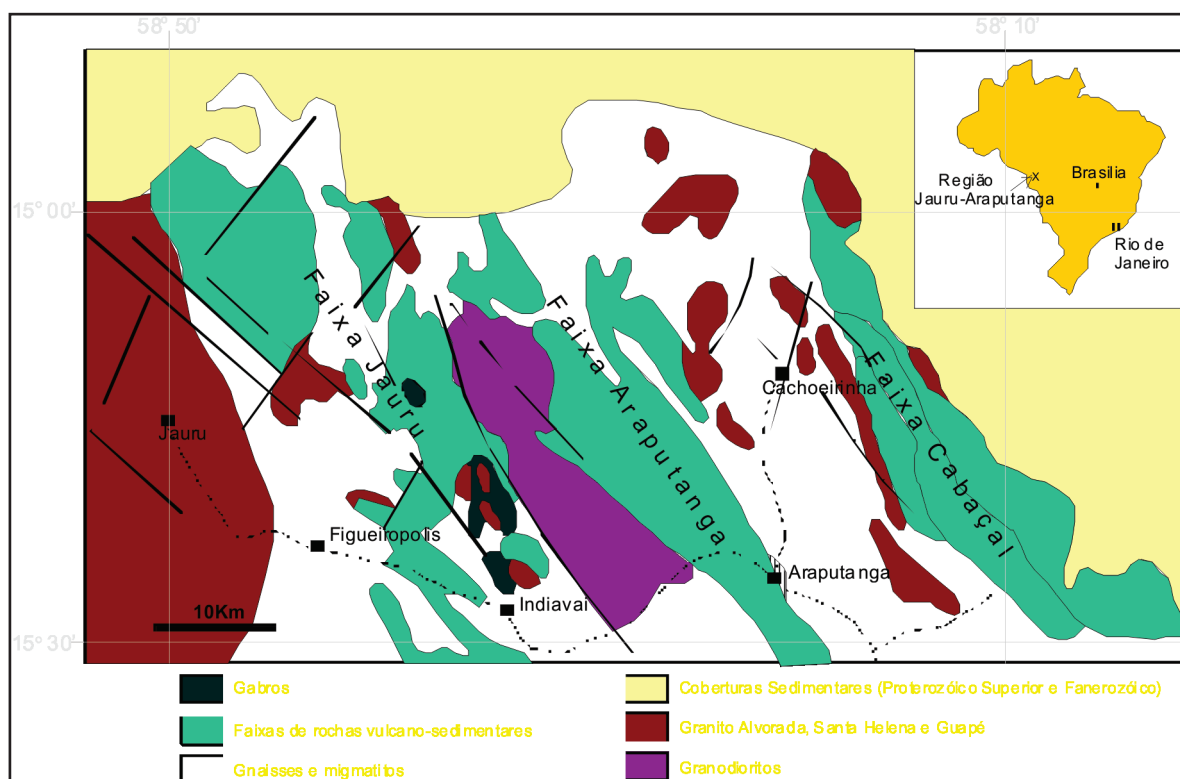 58° 50'
58° 10'
15° 00'
15° 30'
Brasília
Região
Jauru-Araputanga
Rio de
Janeiro
Faixa Jauru
Faixa Araputanga
Faixa Cabaçal
Cachoeirinha
Jauru
Figueiropolis
Araputanga
Indiavai
10Km
Gabros
Faixas de rochas vulcano-sedimentares
Gnaisses e migmatitos
Coberturas Sedimentares (Proterozóico Superior e Fanerozóico)
Granito Alvorada, Santa Helena e Guapé
Granodioritos